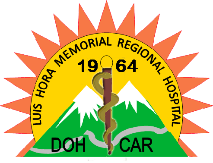 LUIS HORA MEMORIAL REGIONAL HOSPITAL
1964
DOH CAR